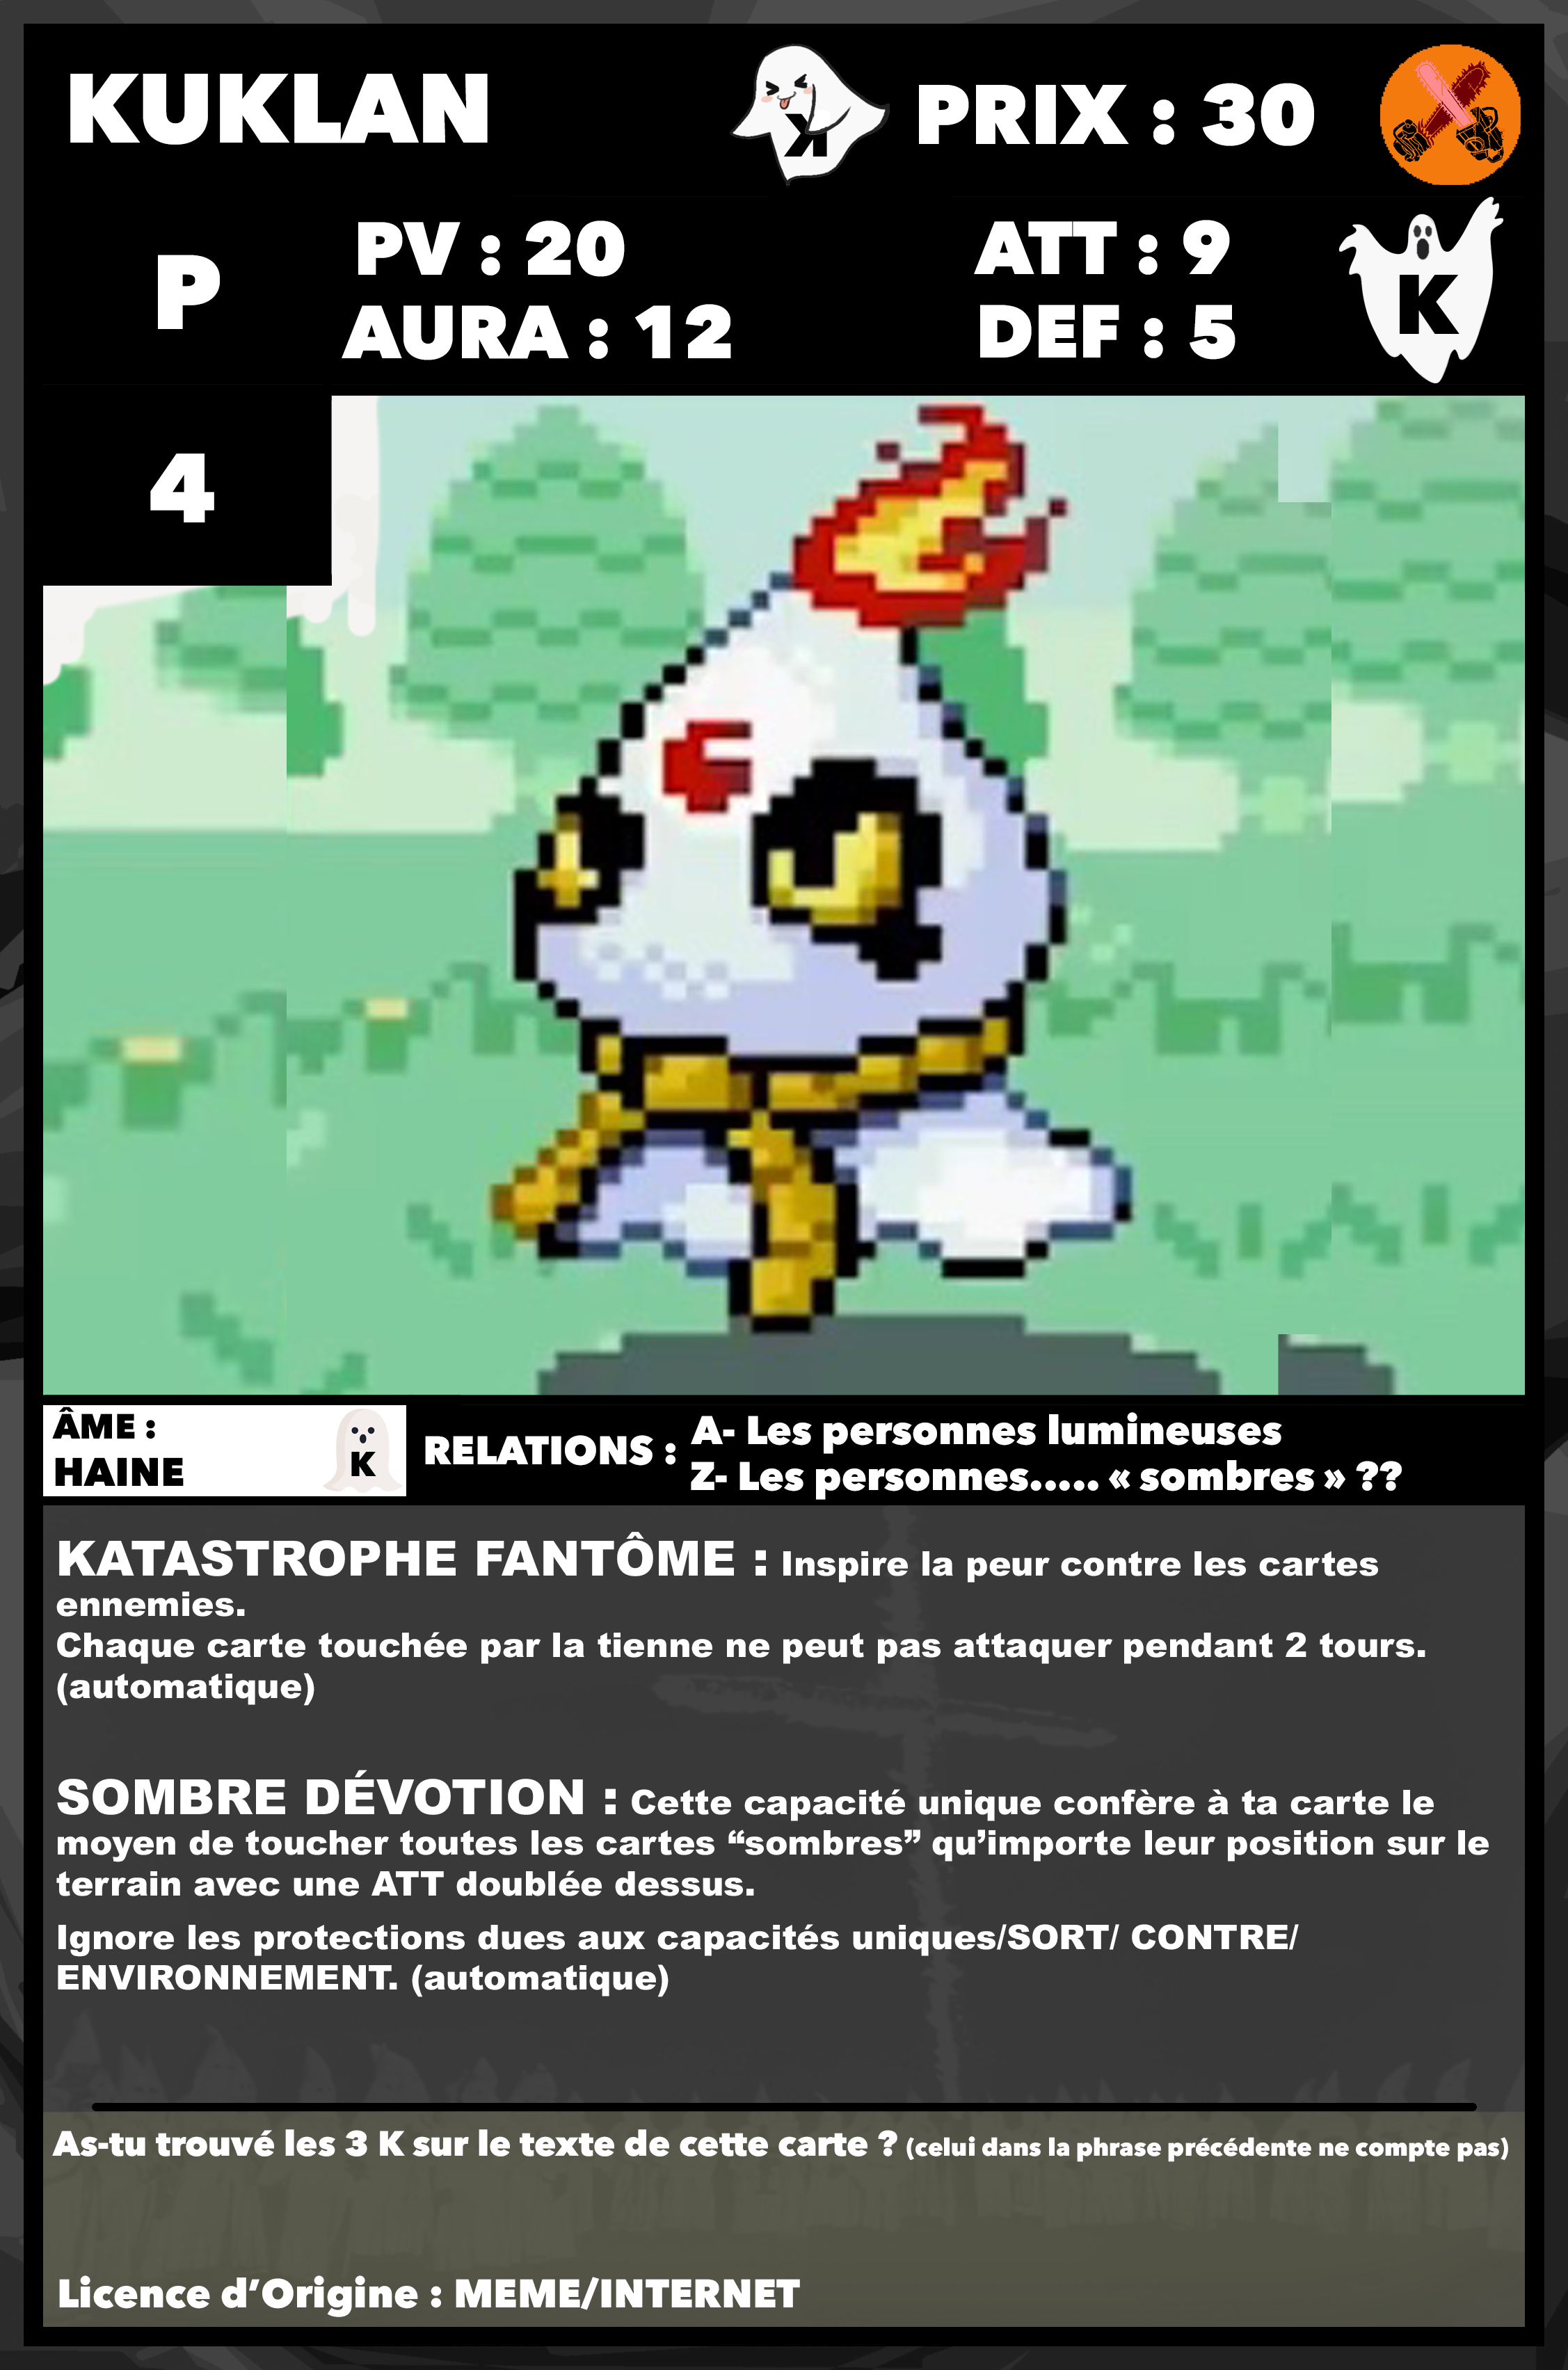 KUKLAN
K
PRIX : 30
P
PV : 20
ATT : 9
AURA : 12
DEF : 5
K
4
ÂME :
HAINE
K
RELATIONS :
A- Les personnes lumineuses
Z- Les personnes..... « sombres » ??
KATASTROPHE FANTÔME : Inspire la peur contre les cartes
ennemies.
Chaque carte touchée par la tienne ne peut pas attaquer pendant 2 tours.
(automatique)
SOMBRE DÉVOTION : Cette capacité unique confère à ta carte le
moyen de toucher toutes les cartes “sombres” qu’importe leur position sur le
terrain avec une ATT doublée dessus.
Ignore les protections dues aux capacités uniques/SORT/ CONTRE/
ENVIRONNEMENT. (automatique)
As-tu trouvé les 3 K sur le texte de cette carte ? (celui dans la phrase précédente ne compte pas)
Licence d’Origine : MEME/INTERNET